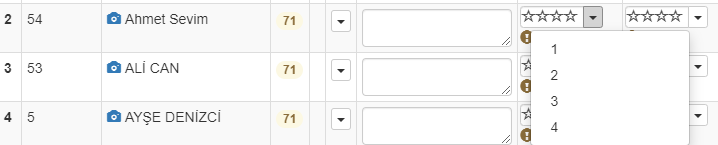 2 54 Ahmet Sevim 71
1
2
3 53 ALİ CAN 71
3
4
4 5 AYŞE DENİZCİ 71